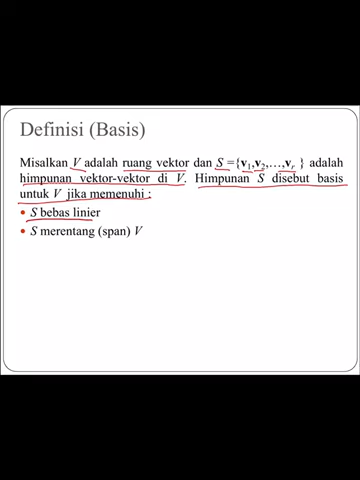 Definisi (Basis)
Misalkan V adalah ruang vektor dan S ={v₁,v₂,…,vᵣ } adalah
himpunan vektor-vektor di V. Himpunan S disebut basis
untuk V jika memenuhi :
• S bebas linier
• S merentang (span) V